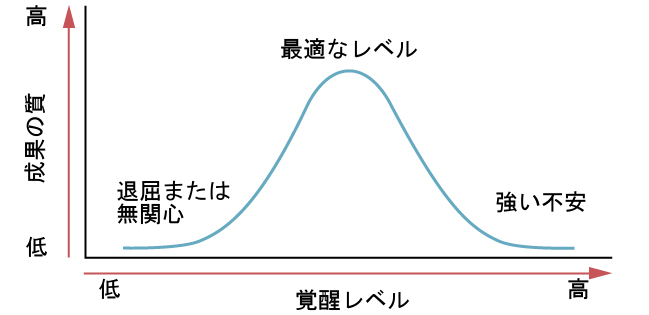 高
最適なレベル
成果の質
退屈または
無関心
強い不安
低
低
高
覚醒レベル